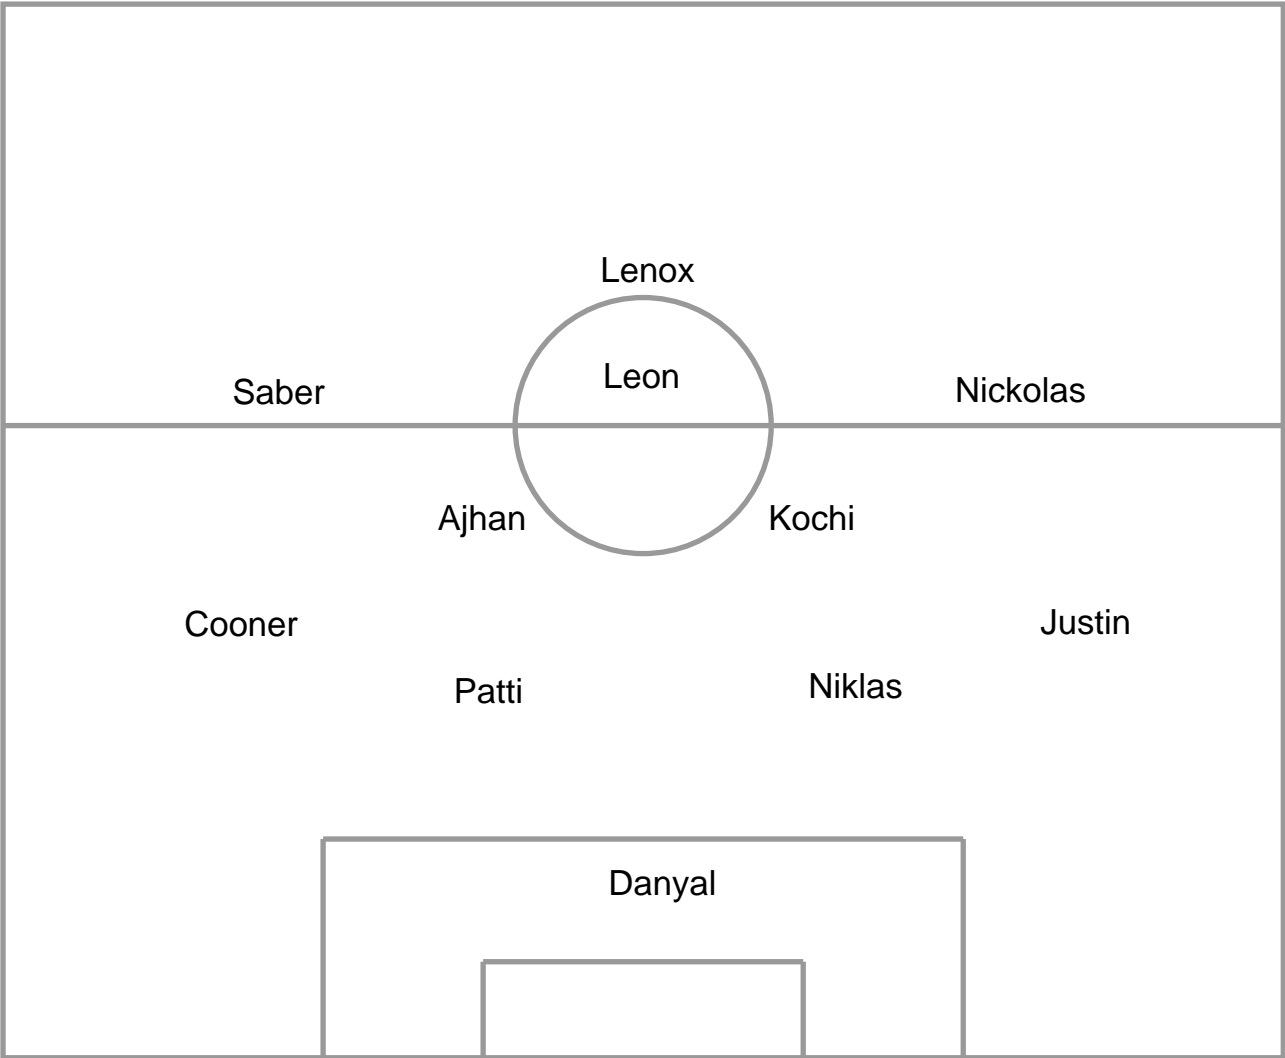 Lenox
Leon
Saber
Nickolas
Ajhan
Kochi
Cooner
Justin
Patti
Niklas
Danyal